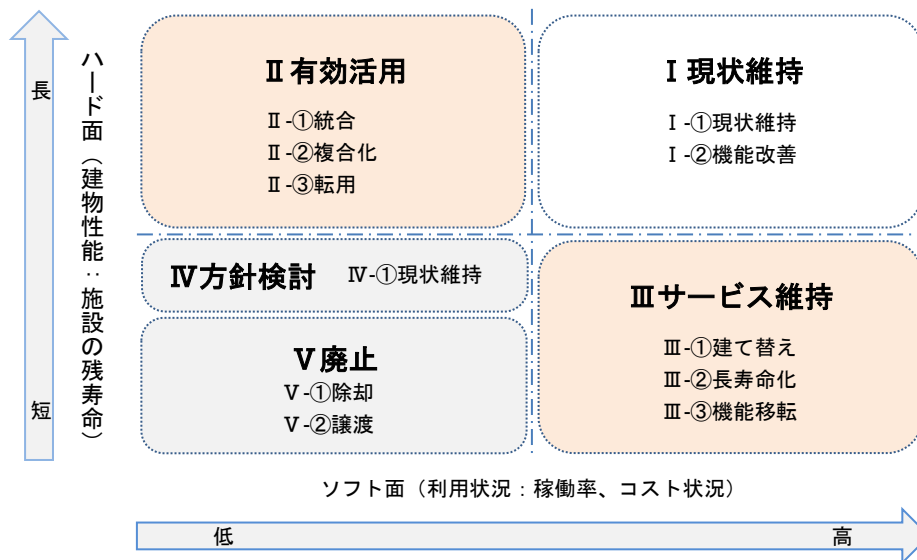 長
ハード面（建物性能：施設の残寿命）
短
Ⅱ有効活用
Ⅱ-①統合
Ⅱ-②複合化
Ⅱ-③転用
Ⅰ現状維持
Ⅰ-①現状維持
Ⅰ-②機能改善
Ⅳ方針検討
Ⅳ-①現状維持
Ⅴ廃止
Ⅴ-①除却
Ⅴ-②譲渡
Ⅲサービス維持
Ⅲ-①建て替え
Ⅲ-②長寿命化
Ⅲ-③機能移転
ソフト面（利用状況：稼働率、コスト状況）
低
高